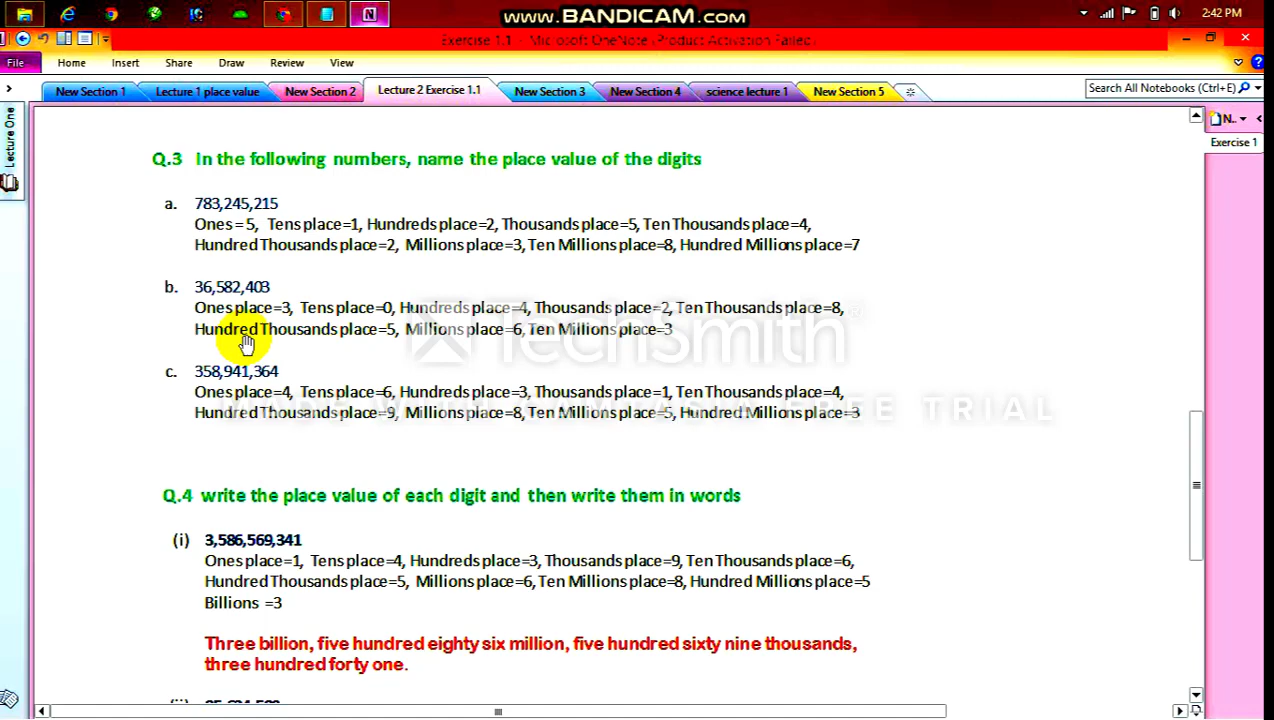 www.BANDICAM.com
2:42 PM
Exercise 1.1 - Microsoft OneNote (Product Activation Failed)
File Home Insert Share Draw Review View
New Section 1 Lecture 1 place value New Section 2 Lecture 2 Exercise 1.1 New Section 3 New Section 4 science lecture 1 New Section 5 Search All Notebooks (Ctrl+E)
N..
Lecture One
Exercise 1
Q.3 In the following numbers, name the place value of the digits
a. 783,245,215
Ones = 5, Tens place=1, Hundreds place=2, Thousands place=5, Ten Thousands place=4,
Hundred Thousands place=2, Millions place=3, Ten Millions place=8, Hundred Millions place=7
b. 36,582,403
Ones place=3, Tens place=0, Hundreds place=4, Thousands place=2, Ten Thousands place=8,
Hundred Thousands place=5, Millions place=6, Ten Millions place=3
TechSmith
c. 358,941,364
Ones place=4, Tens place=6, Hundreds place=3, Thousands place=1, Ten Thousands place=4,
Hundred Thousands place=9, Millions place=8, Ten Millions place=5, Hundred Millions place=3
MADE WITH CAMTASIA FREE TRIAL
Q.4 write the place value of each digit and then write them in words
(i) 3,586,569,341
Ones place=1, Tens place=4, Hundreds place=3, Thousands place=9, Ten Thousands place=6,
Hundred Thousands place=5, Millions place=6, Ten Millions place=8, Hundred Millions place=5
Billions =3
Three billion, five hundred eighty six million, five hundred sixty nine thousands,
three hundred forty one.